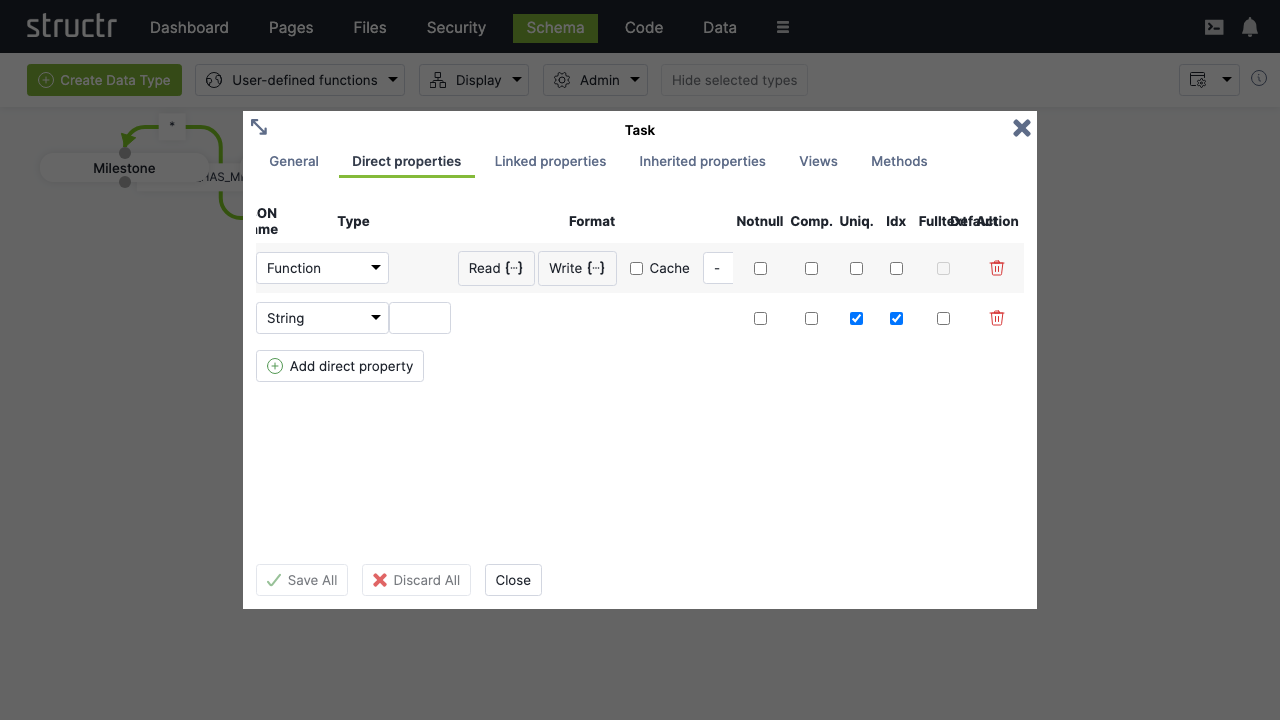 structr Dashboard Pages Files Security Schema Code Data
Create Data Type User-defined functions Display Admin Hide selected types
*
Milestone
Task
General Direct properties Linked properties Inherited properties Views Methods
ON
Type Format Notnull Comp. Uniq. Idx Fulltext Default Action
Function Read {···} Write {···} Cache -
String
Add direct property
Save All Discard All Close